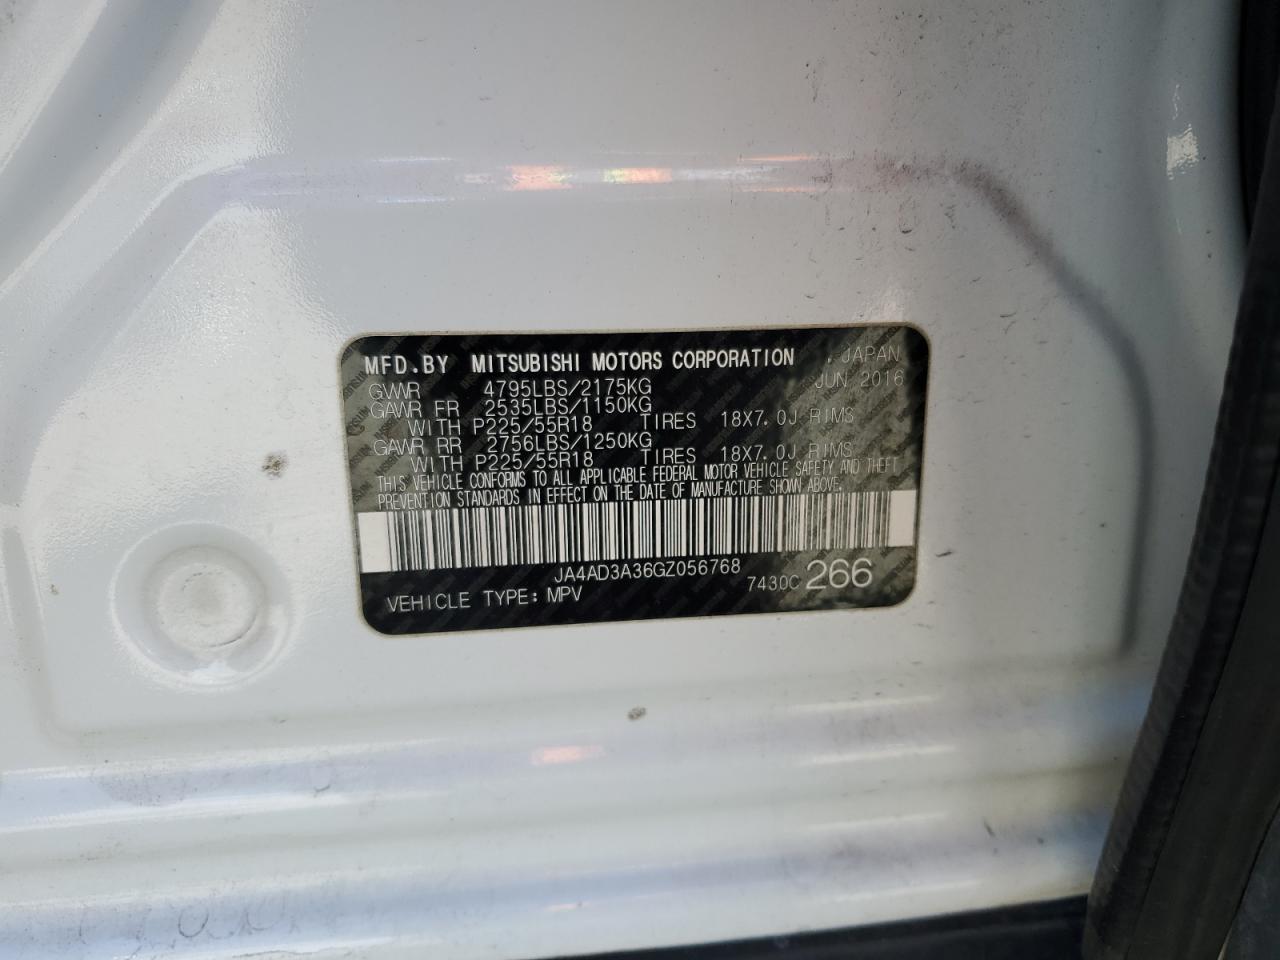 MFD.BY MITSUBISHI MOTORS CORPORATION , JAPAN
GVWR 4795LBS/2175KG JUN 2016
GAWR FR 2535LBS/1150KG
WITH P225/55R18 TIRES 18X7.0J RIMS
GAWR RR 2756LBS/1250KG
WITH P225/55R18 TIRES 18X7.0J RIMS
THIS VEHICLE CONFORMS TO ALL APPLICABLE FEDERAL MOTOR VEHICLE SAFETY AND THEFT
PREVENTION STANDARDS IN EFFECT ON THE DATE OF MANUFACTURE SHOWN ABOVE.
JA4AD3A36GZ056768
VEHICLE TYPE: MPV 7430C 266